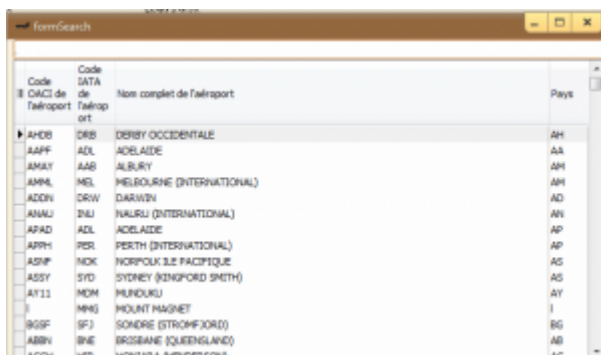 formSearch
Code OACI de l'aéroport Code IATA de l'aérop ort Nom complet de l'aéroport Pays
AHDB DRB DERBY OCCIDENTALE AH
AAPF ADL ADELAIDE AA
AMAY AAB ALBURY AM
AMML MEL MELBOURNE (INTERNATIONAL) AM
ADDN DRW DARWIN AD
ANAU INU NAURU (INTERNATIONAL) AN
APAD ADL ADELAIDE AP
APPH PER PERTH (INTERNATIONAL) AP
ASNF NOK NORFOLK ILE PACIFIQUE AS
ASSY SYD SYDNEY (KINGFORD SMITH) AS
AY11 MDM MUNDUKU AY
I MMG MOUNT MAGNET I
BGSF SFJ SONDRE (STROMFJORD) BG
ABBN BNE BRISBANE (QUEENSLAND) AB